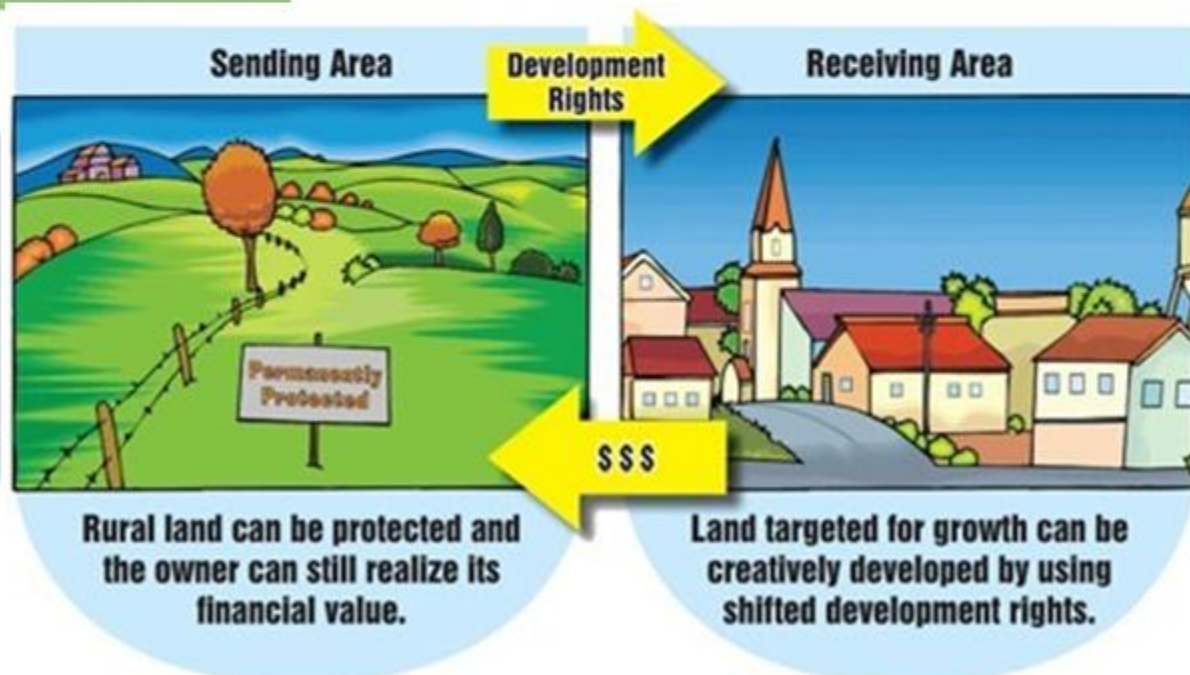 Sending Area
Development
Rights
Receiving Area
Permanently
Protected
$$$
Rural land can be protected and
the owner can still realize its
financial value.
Land targeted for growth can be
creatively developed by using
shifted development rights.